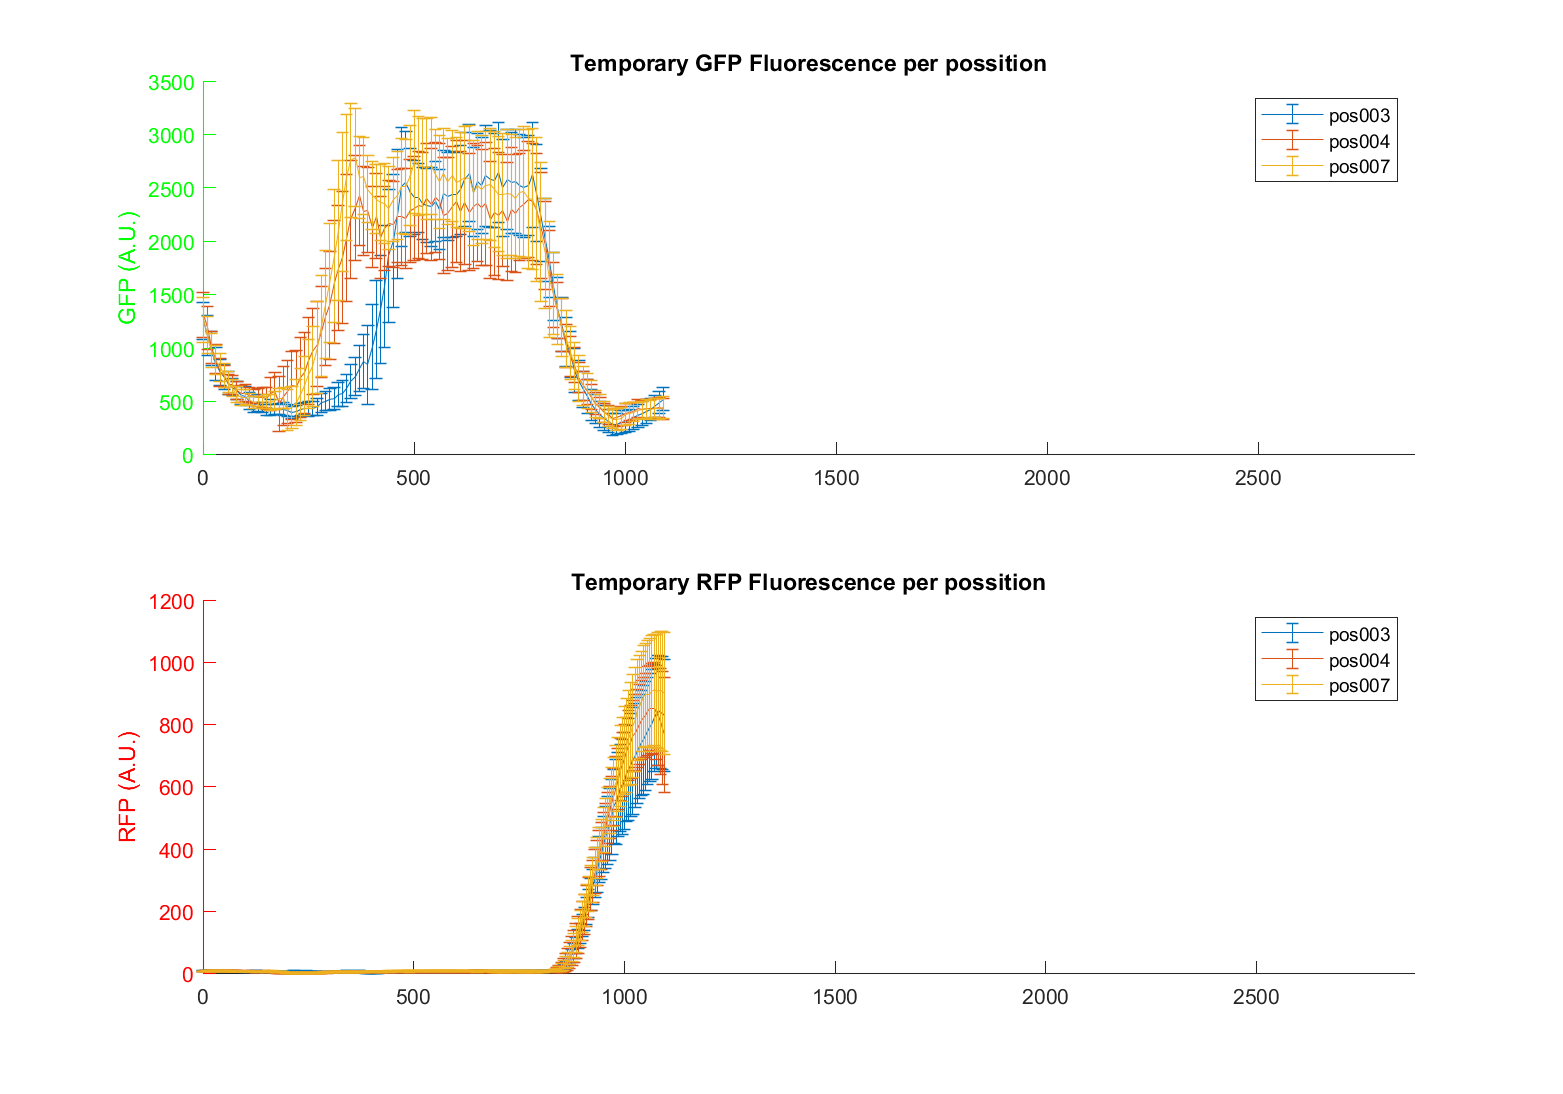 Temporary GFP Fluorescence per possition
3500
3000
2500
2000
1500
1000
500
0
GFP (A.U.)
pos003
pos004
pos007
0 500 1000 1500 2000 2500
Temporary RFP Fluorescence per possition
1200
1000
800
600
400
200
0
RFP (A.U.)
pos003
pos004
pos007
0 500 1000 1500 2000 2500